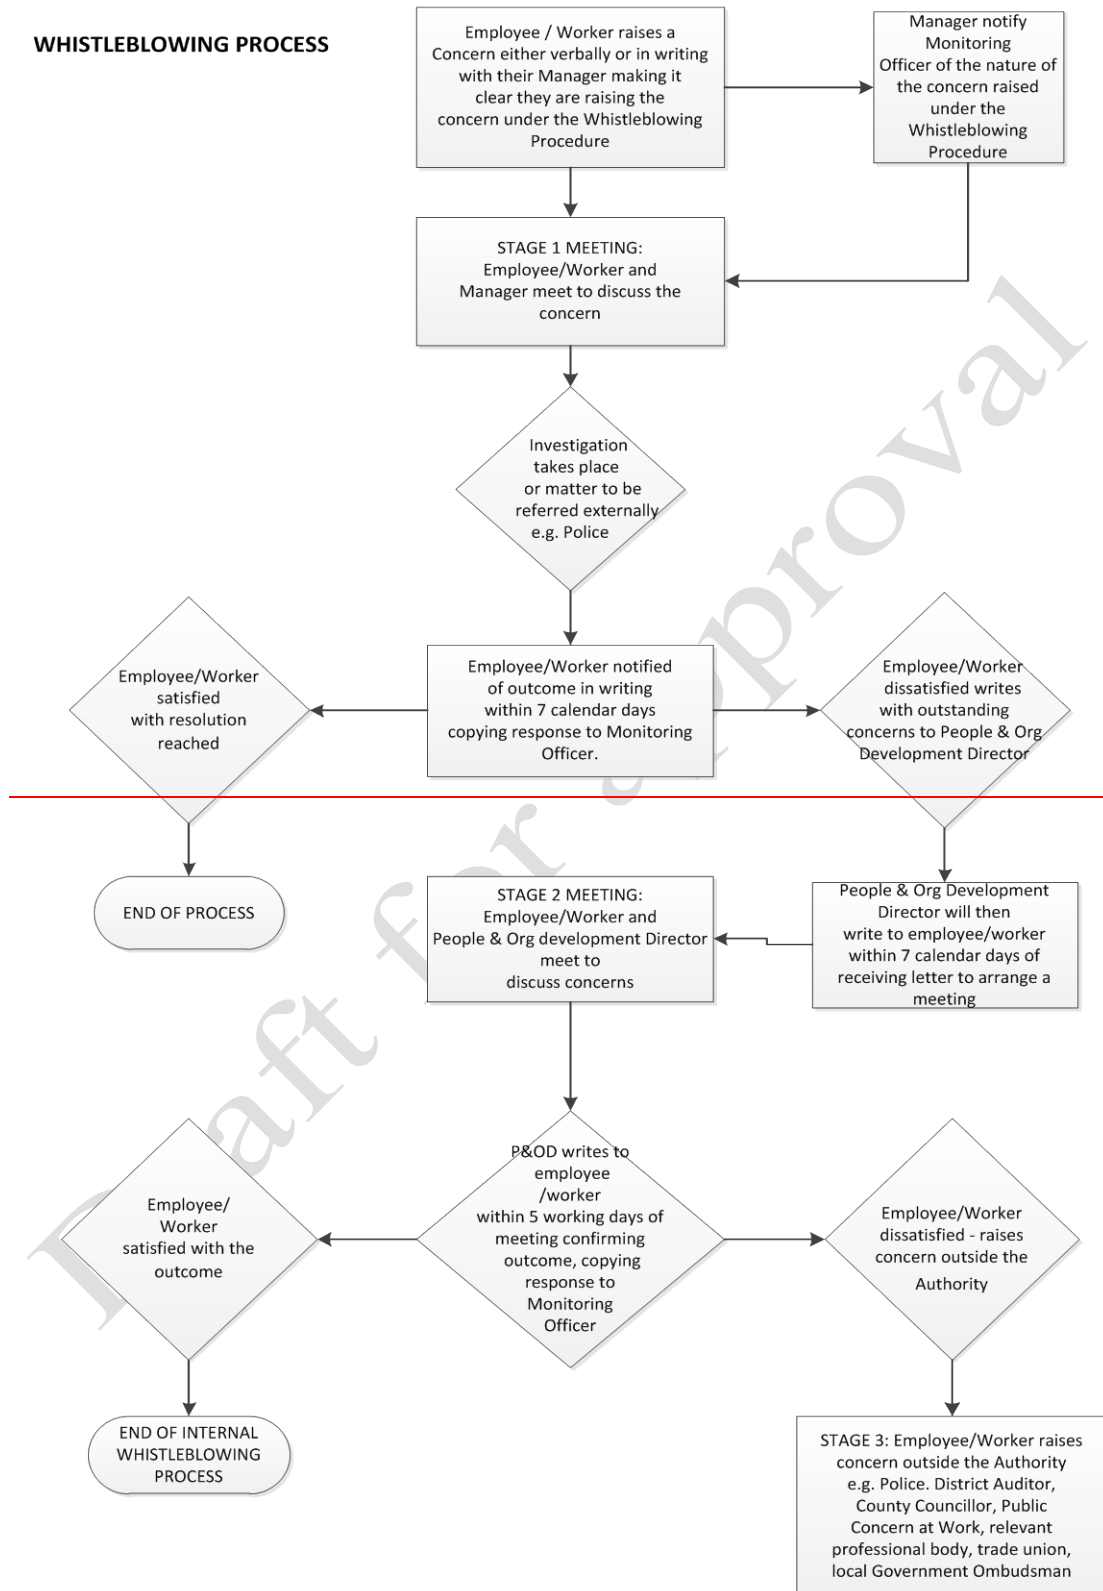 WHISTLEBLOWING PROCESS
Employee / Worker raises a
Concern either verbally or in writing
with their Manager making it
clear they are raising the
concern under the Whistleblowing
Procedure
Manager notify
Monitoring
Officer of the nature of
the concern raised
under the
Whistleblowing
Procedure
STAGE 1 MEETING:
Employee/Worker and
Manager meet to discuss the
concern
Investigation
takes place
or matter to be
referred externally
e.g. Police
Employee/Worker
satisfied
with resolution
reached
Employee/Worker notified
of outcome in writing
within 7 calendar days
copying response to Monitoring
Officer.
Employee/Worker
dissatisfied writes
with outstanding
concerns to People & Org
Development Director
END OF PROCESS
STAGE 2 MEETING:
Employee/Worker and
People & Org development Director
meet to
discuss concerns
People & Org Development
Director will then
write to employee/worker
within 7 calendar days of
receiving letter to arrange a
meeting
Employee/
Worker
satisfied with the
outcome
P&OD writes to
employee
/worker
within 5 working days of
meeting confirming
outcome, copying
response to
Monitoring
Officer
Employee/Worker
dissatisfied - raises
concern outside the
Authority
END OF INTERNAL
WHISTLEBLOWING
PROCESS
STAGE 3: Employee/Worker raises
concern outside the Authority
e.g. Police. District Auditor,
County Councillor, Public
Concern at Work, relevant
professional body, trade union,
local Government Ombudsman
Draft for approval